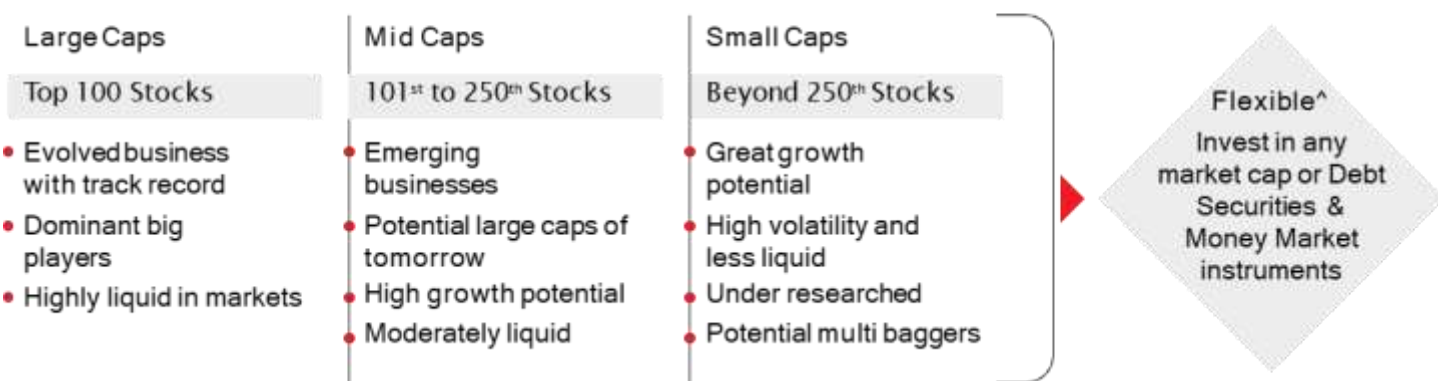 Large Caps
Top 100 Stocks
• Evolved business
with track record
• Dominant big
players
• Highly liquid in markets
Mid Caps
101st to 250th Stocks
• Emerging
businesses
• Potential large caps of
tomorrow
• High growth potential
• Moderately liquid
Small Caps
Beyond 250th Stocks
• Great growth
potential
• High volatility and
less liquid
• Under researched
• Potential multi baggers
Flexible^
Invest in any
market cap or Debt
Securities &
Money Market
instruments